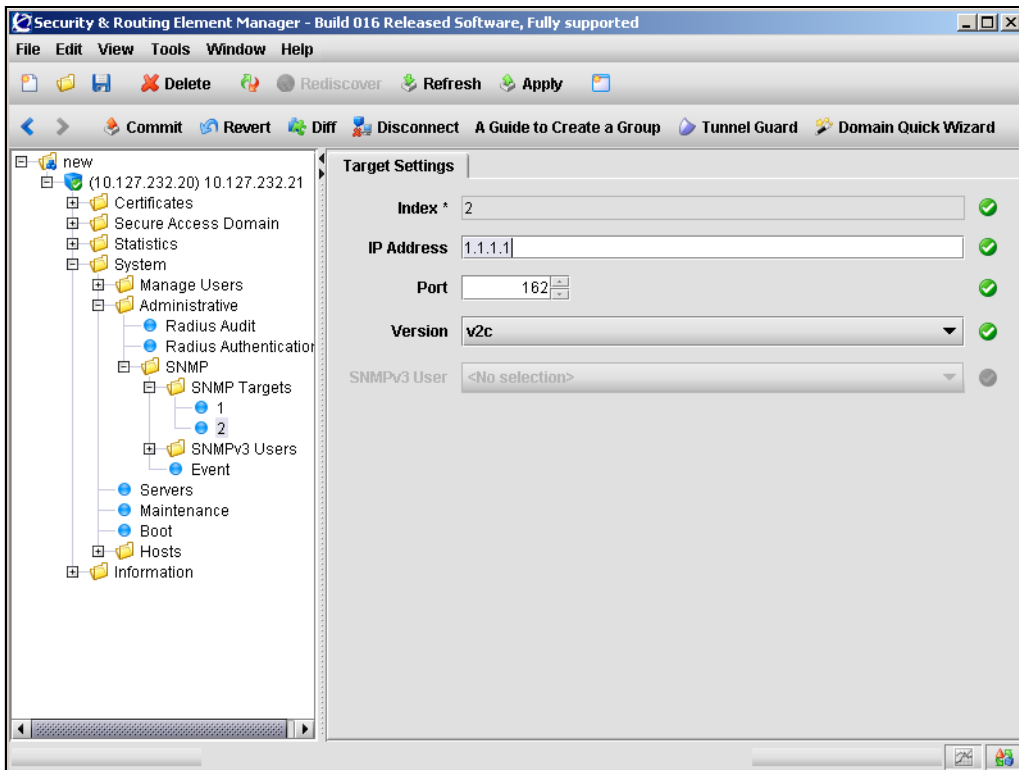 Security & Routing Element Manager - Build 016 Released Software, Fully supported
File Edit View Tools Window Help
Delete Rediscover Refresh Apply
Commit Revert Diff Disconnect A Guide to Create a Group Tunnel Guard Domain Quick Wizard
new
(10.127.232.20) 10.127.232.21
Certificates
Secure Access Domain
Statistics
System
Manage Users
Administrative
Radius Audit
Radius Authentication
SNMP
SNMP Targets
1
2
SNMPv3 Users
Event
Servers
Maintenance
Boot
Hosts
Information
Target Settings
Index * 2
IP Address 1.1.1.1
Port 162
Version v2c
SNMPv3 User <No selection>